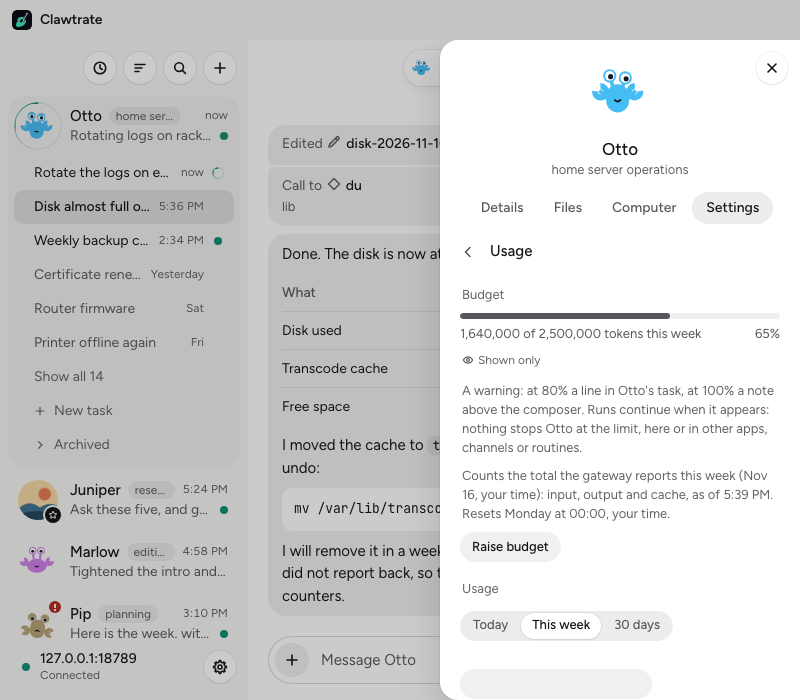 Clawtrate
Otto
home ser...
now
Rotating logs on rack...
Rotate the logs on e...
now
Disk almost full o...
5:36 PM
Weekly backup c...
2:34 PM
Certificate rene...
Yesterday
Router firmware
Sat
Printer offline again
Fri
Show all 14
New task
Archived
Juniper
rese...
5:24 PM
Ask these five, and g...
Marlow
editi...
4:58 PM
Tightened the intro and...
Pip
planning
3:10 PM
Here is the week. wit...
127.0.0.1:18789
Connected
Edited
disk-2026-11-1
Call to
du
lib
Done. The disk is now at
What
Disk used
Transcode cache
Free space
I moved the cache to t
undo:
mv /var/lib/transco
I will remove it in a week
did not report back, so t
counters.
Message Otto
Otto
home server operations
Details
Files
Computer
Settings
Usage
Budget
1,640,000 of 2,500,000 tokens this week
65%
Shown only
A warning: at 80% a line in Otto's task, at 100% a note
above the composer. Runs continue when it appears:
nothing stops Otto at the limit, here or in other apps,
channels or routines.
Counts the total the gateway reports this week (Nov
16, your time): input, output and cache, as of 5:39 PM.
Resets Monday at 00:00, your time.
Raise budget
Usage
Today
This week
30 days